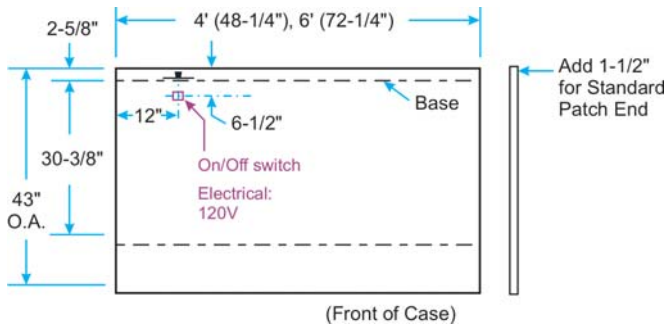 4' (48-1/4"), 6' (72-1/4")
2-5/8"
Add 1-1/2"
for Standard
Patch End
Base
12"
6-1/2"
30-3/8"
On/Off switch
43"
O.A.
Electrical:
120V
(Front of Case)